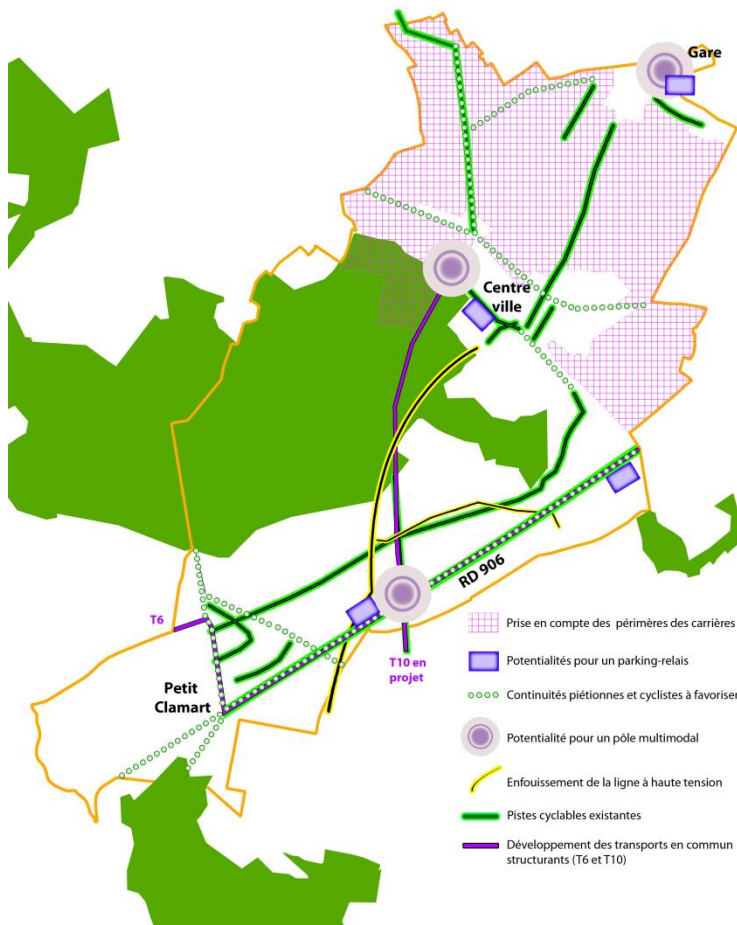 Gare
Centre
ville
RD 906
T6
T10 en
projet
Petit
Clamart
Prise en compte des périmères des carrières
Potentialités pour un parking-relais
Continuités piétionnes et cyclistes à favoriser
Potentialité pour un pôle multimodal
Enfouissement de la ligne à haute tension
Pistes cyclables existantes
Développement des transports en commun
structurants (T6 et T10)